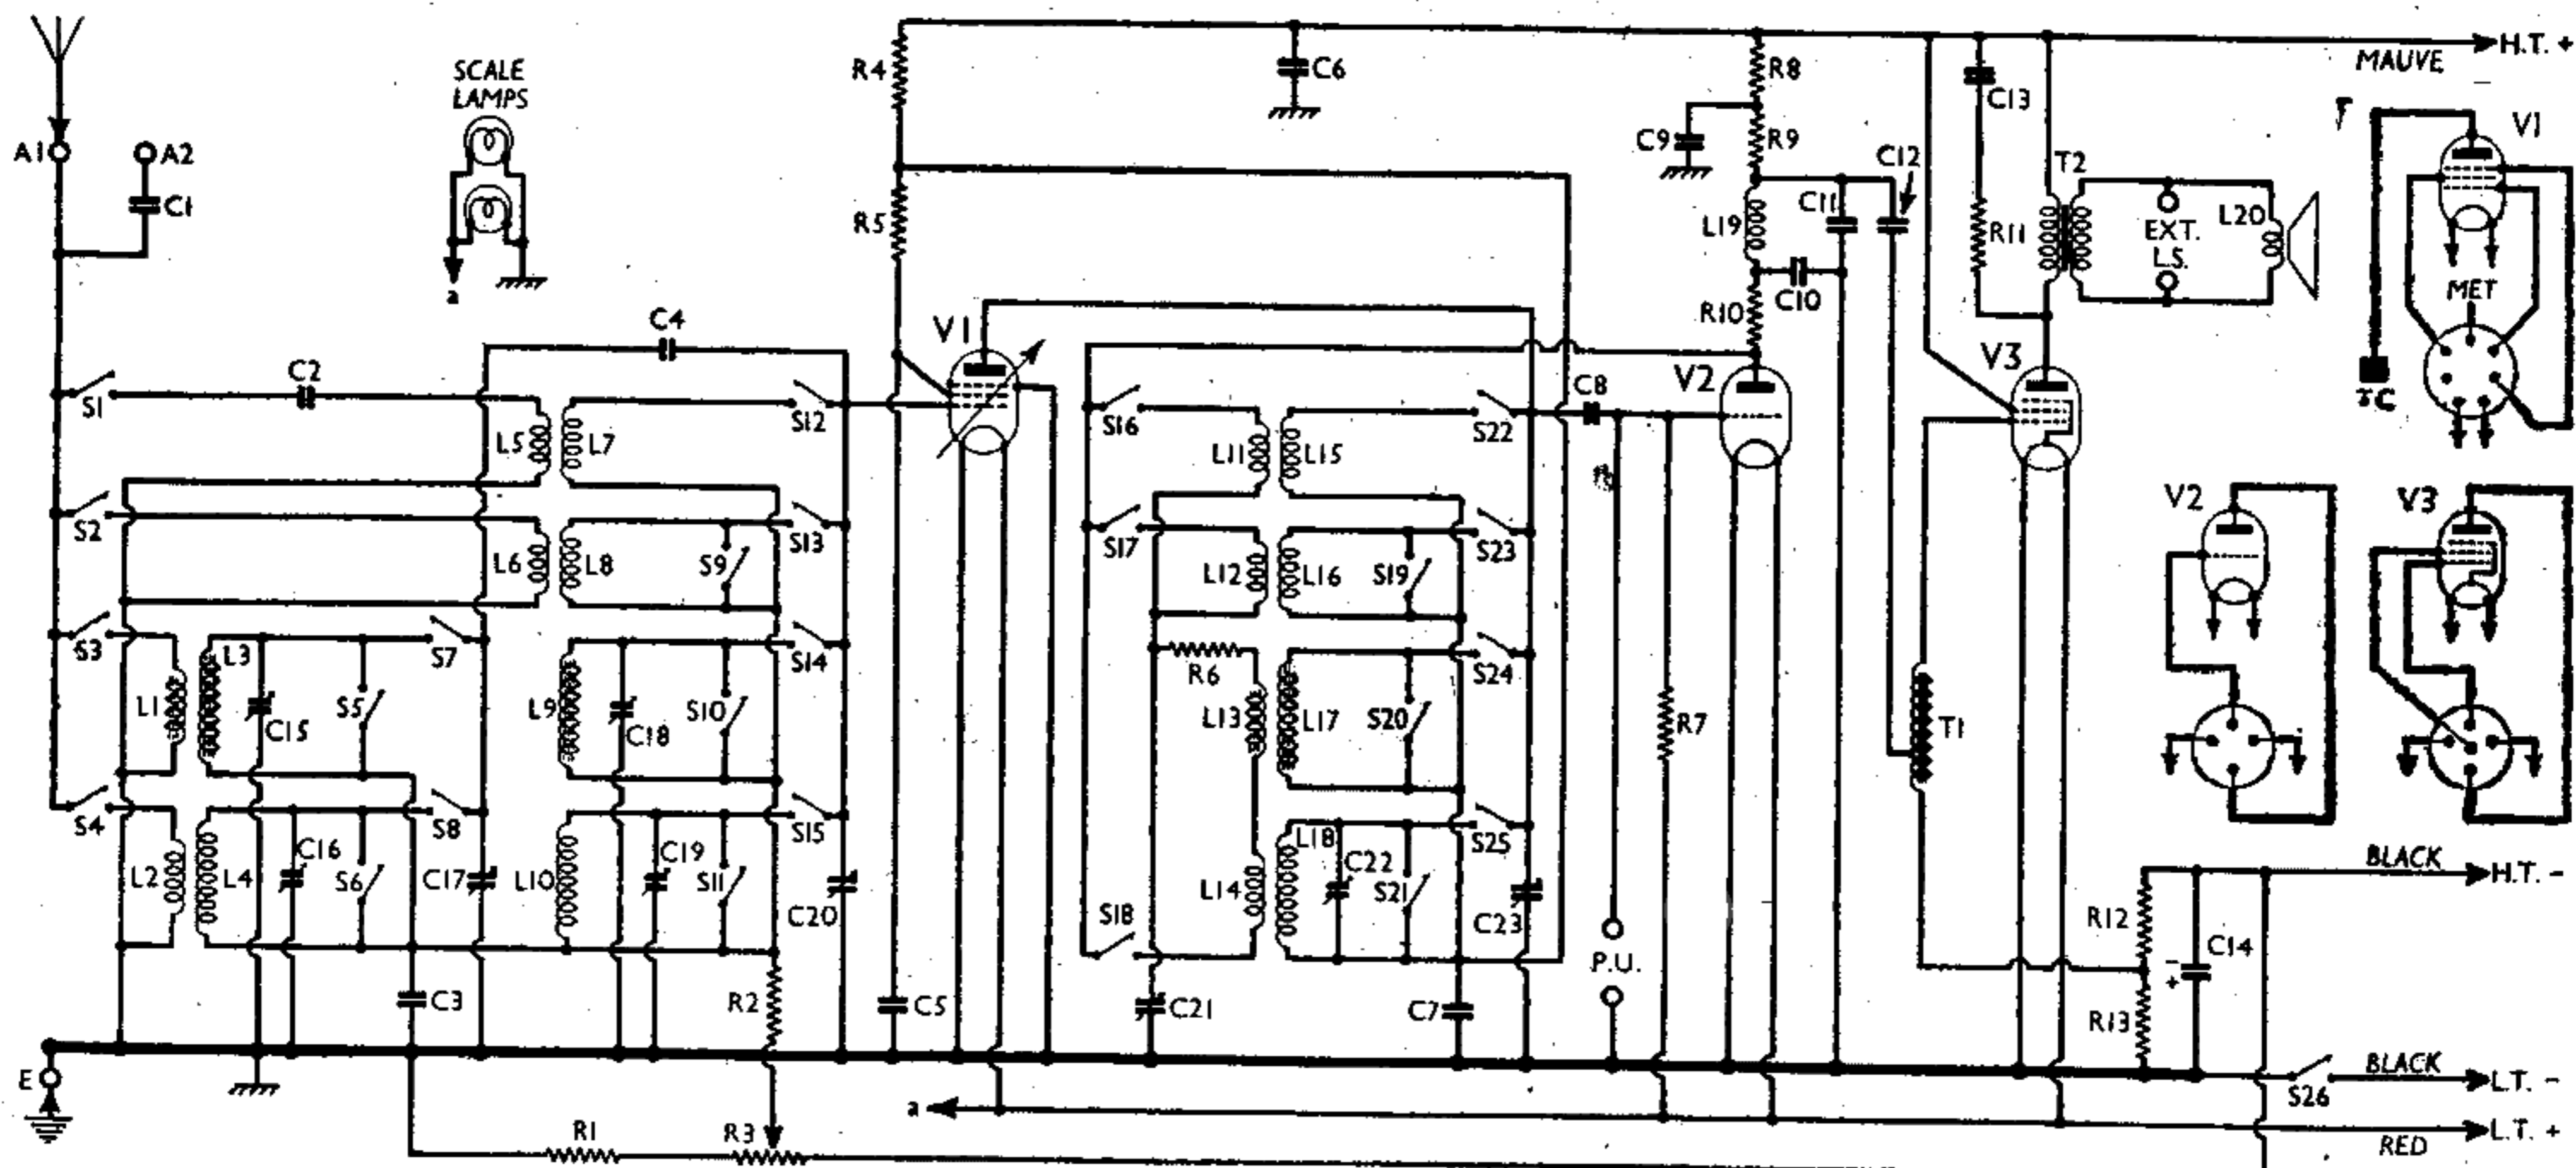 MAUVE H.T. +
R4
C6
R8
C13
SCALE
LAMPS
V1
A1
A2
C9
R9
C12
T2
C1
R5
L19
C11
R11
EXT.
L.S.
L20
a
C10
MET
C4
V1
R10
V2
V3
TC
C2
S1
S12
S16
S22
C8
L5
L7
L11
L15
S2
S13
S17
S23
V2
V3
L6
L8
S9
L12
L16
S19
S3
L3
S7
S14
R6
S24
L1
C15
S5
L9
C18
S10
L13
L17
S20
R7
T1
S4
S8
S15
L18
S25
BLACK H.T. -
L2
L4
C16
S6
C17
L10
C19
S11
C20
L14
C22
S21
C23
R12
C14
S18
P.U.
- +
C3
R2
C5
C21
C7
R13
E
BLACK
S26
L.T. -
a
R1
R3
L.T. +
RED